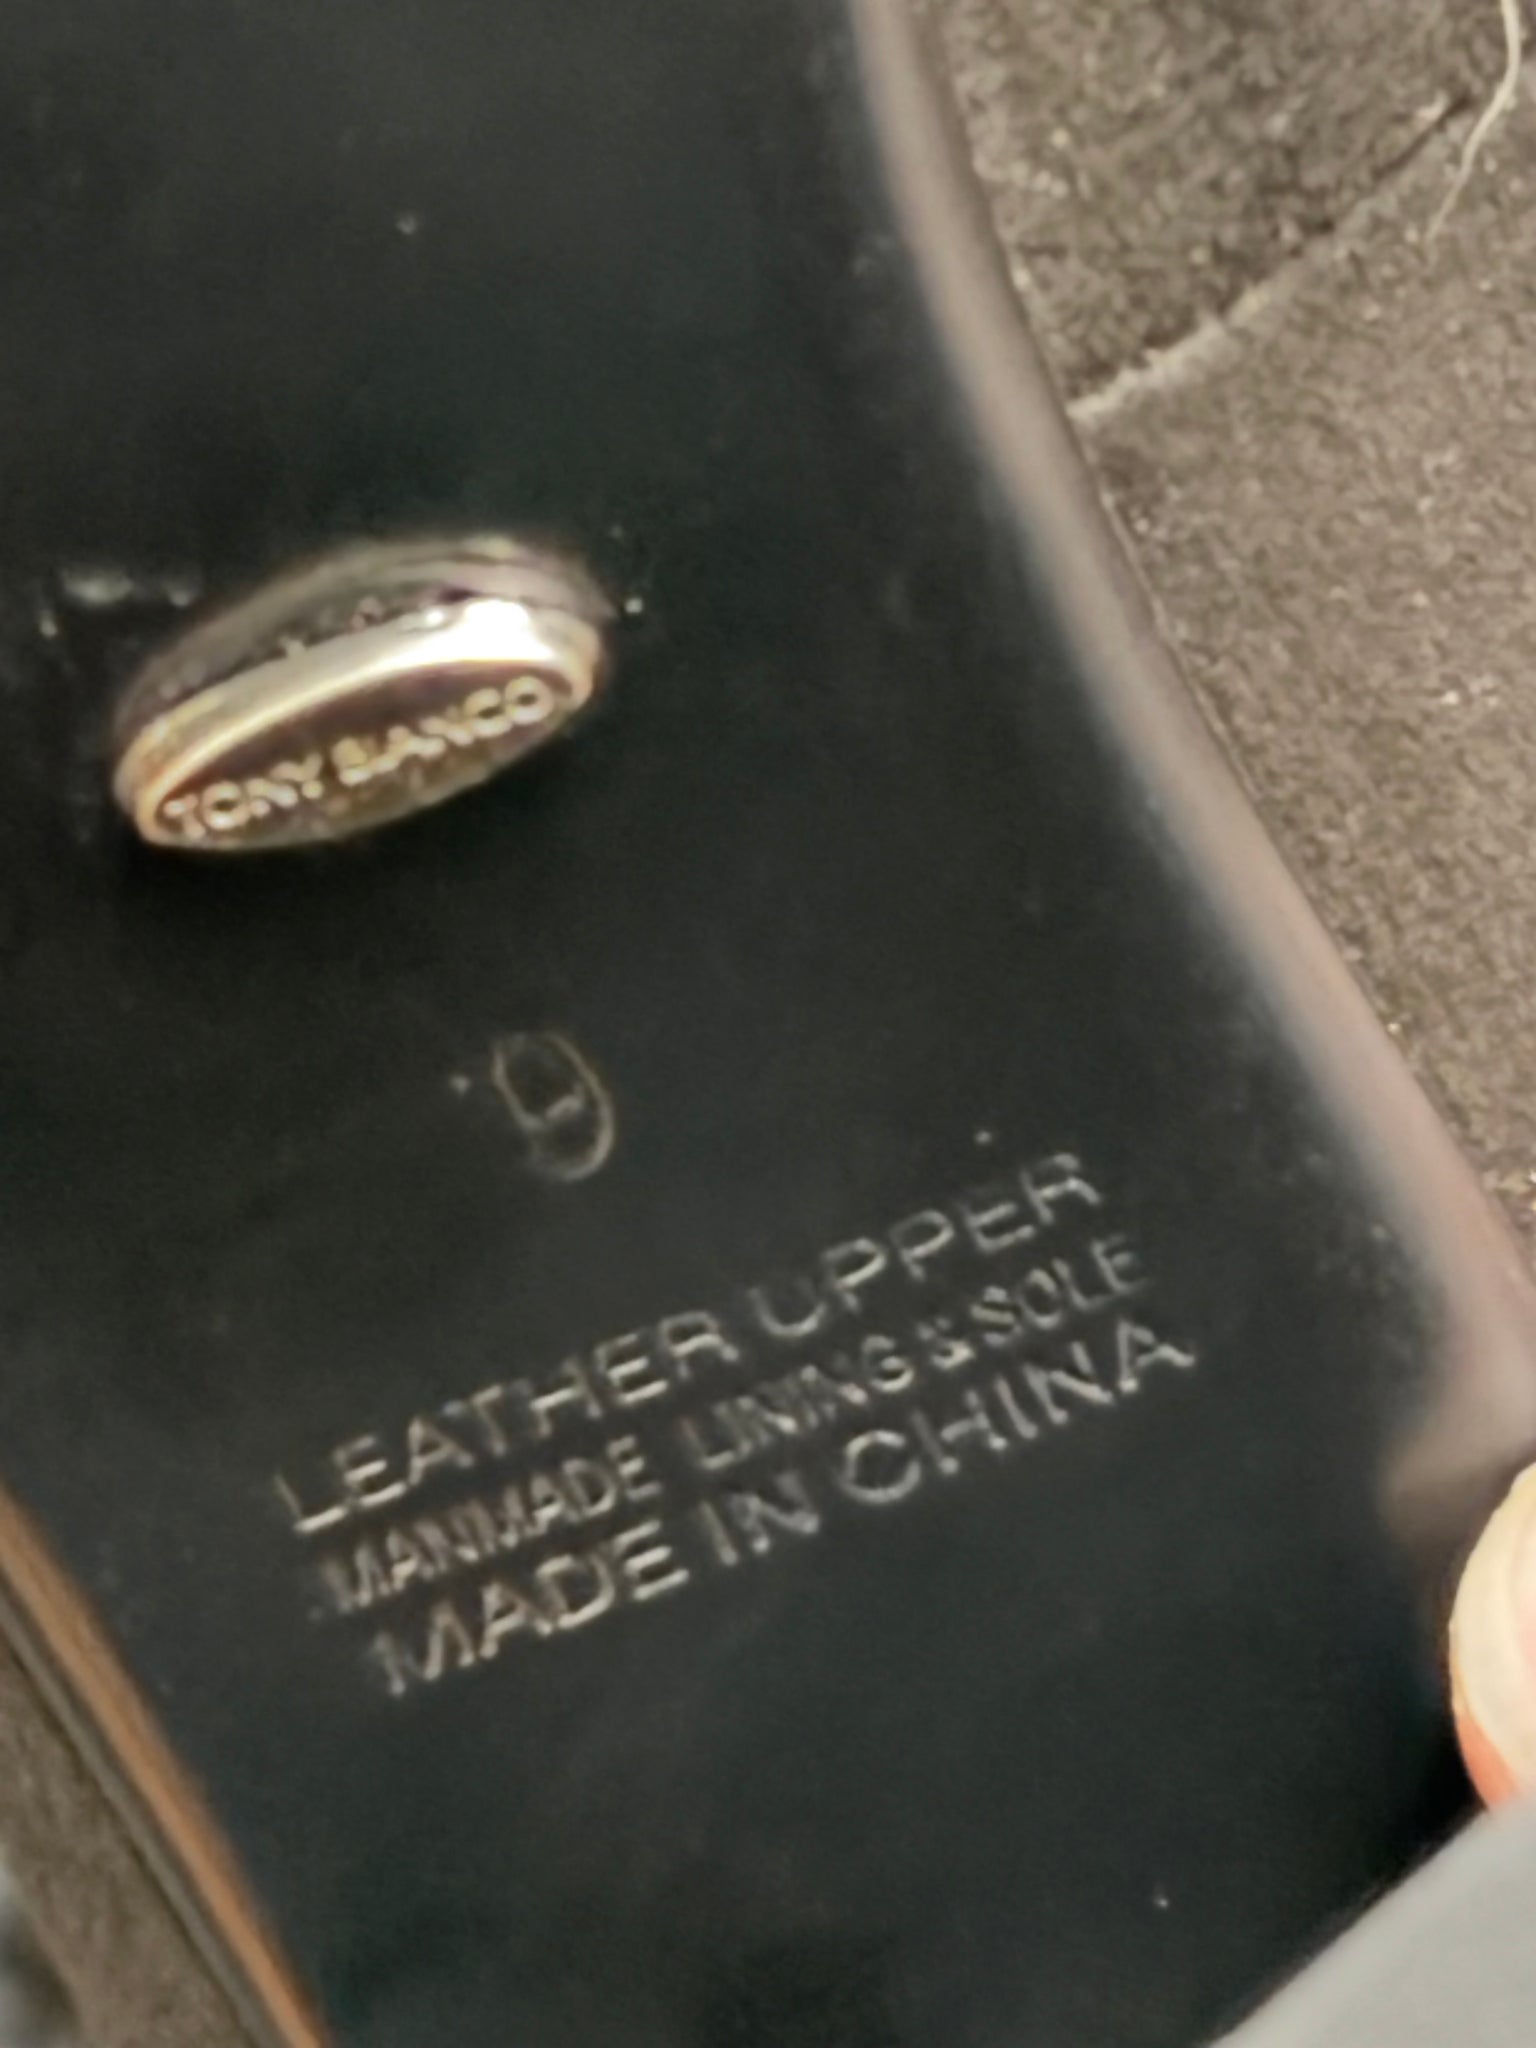 TONY BIANCO
9
LEATHER UPPER
MANMADE LINING & SOLE
MADE IN CHINA